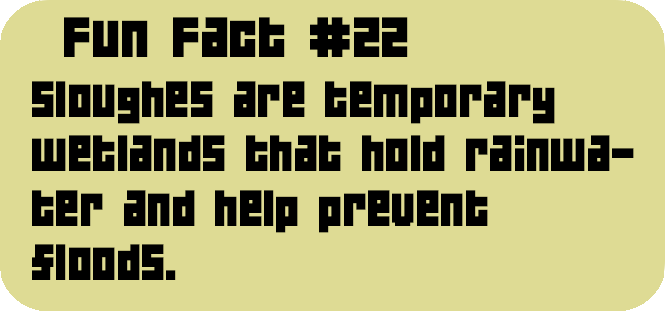 Fun Fact #22
Sloughes are temporary
wetlands that hold rainwa-
ter and help prevent
floods.